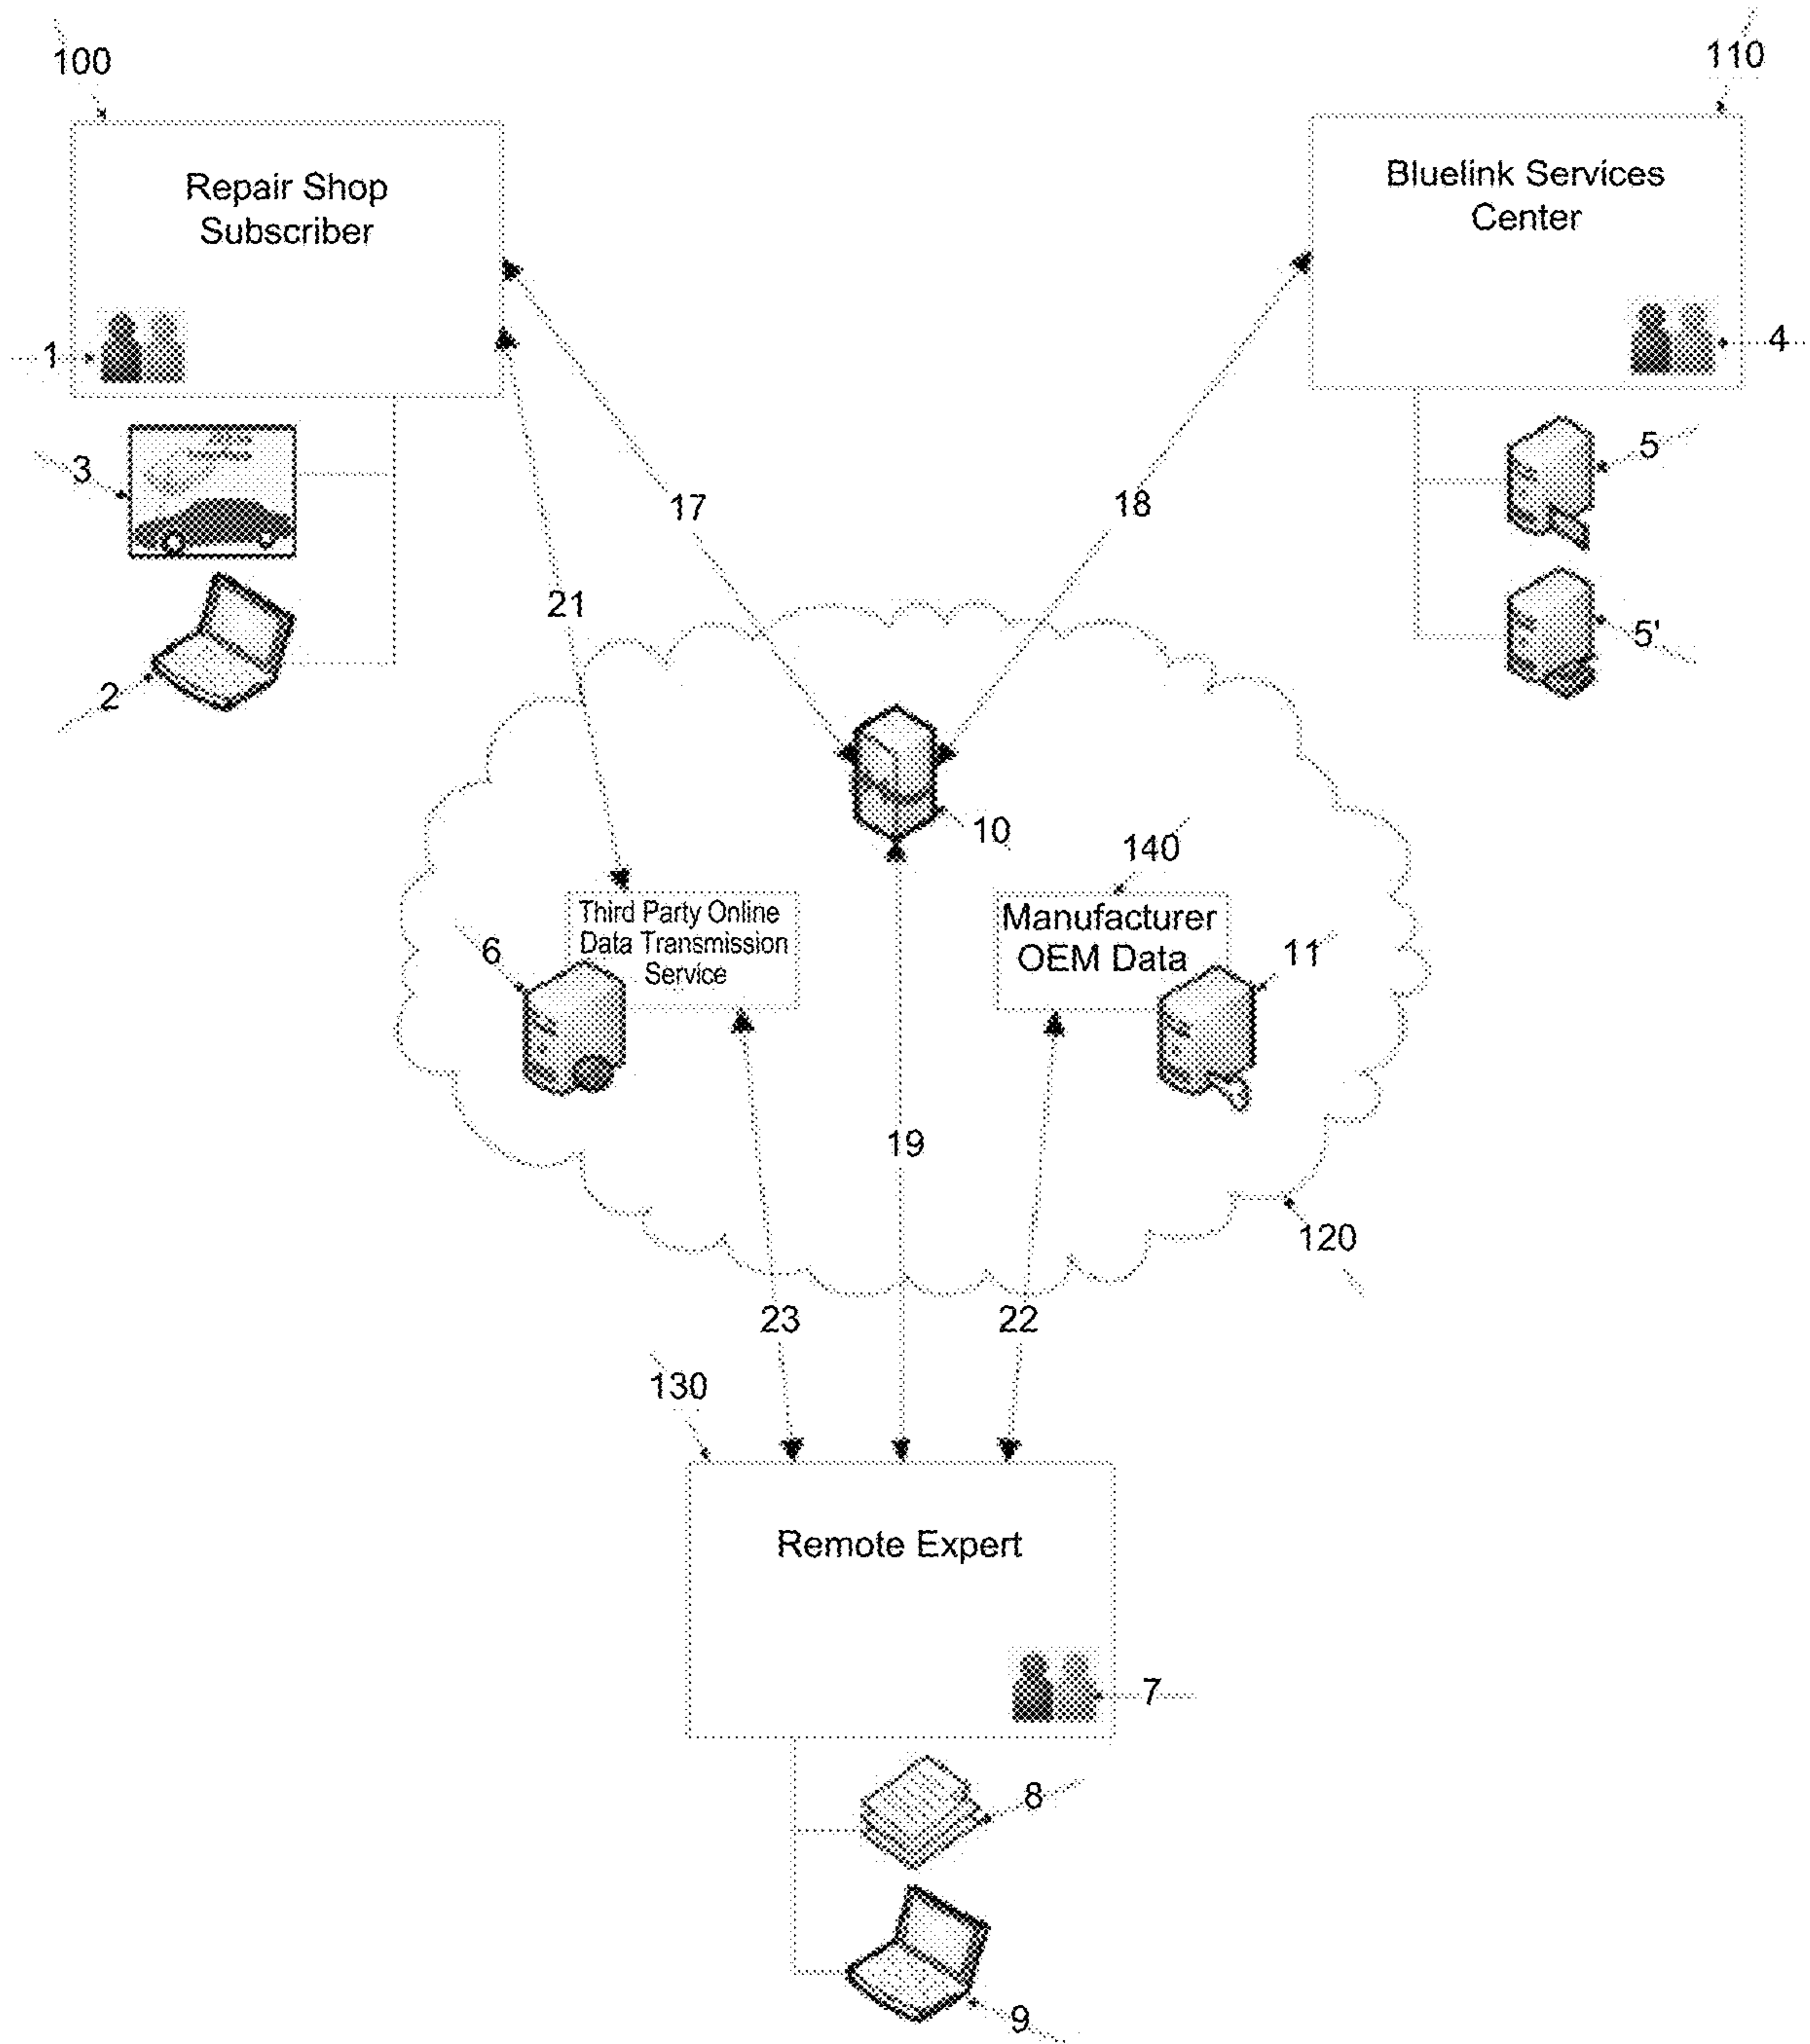 100
110
Repair Shop
Subscriber
Bluelink Services
Center
1
4
3
5
17
18
21
5'
2
10
140
Third Party Online
Data Transmission
Service
Manufacturer
OEM Data
6
11
19
120
23
22
130
Remote Expert
7
8
9